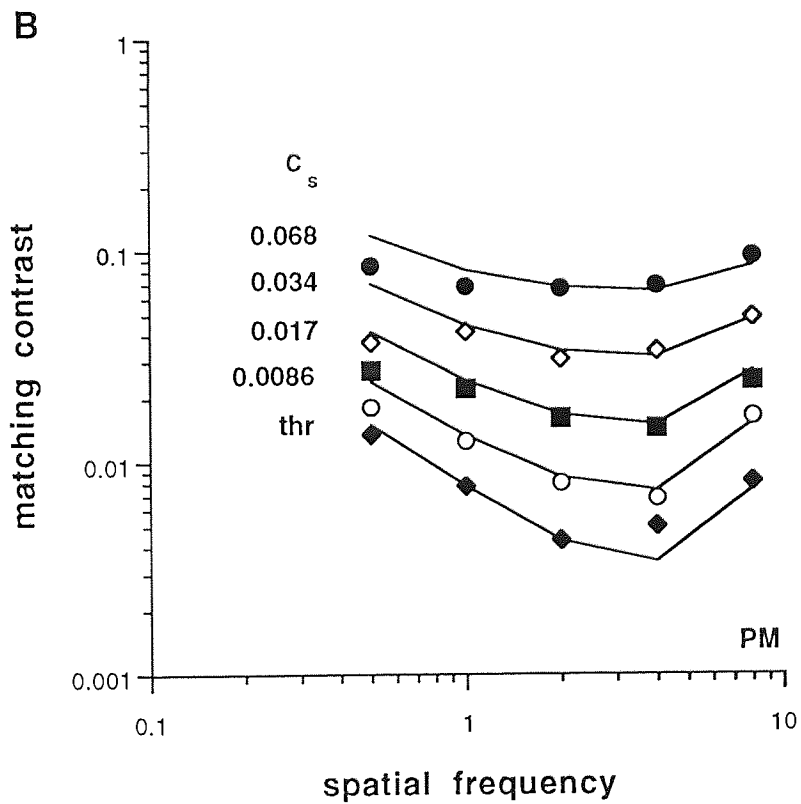 B
1
C s
0.068
0.1
0.034
0.017
0.0086
thr
0.01
PM
0.001
0.1
1
10
matching contrast
spatial frequency